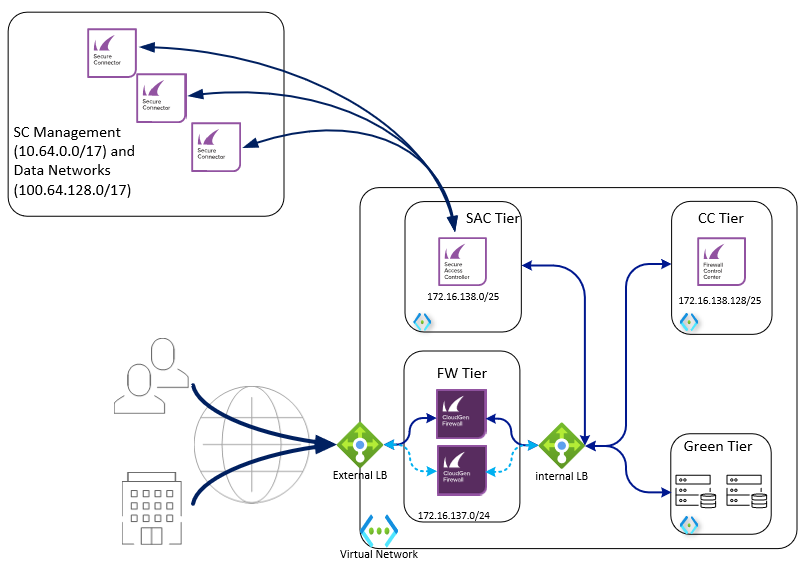 Secure
Connector
Secure
Connector
Secure
Connector
SC Management
(10.64.0.0/17) and
Data Networks
(100.64.128.0/17)
SAC Tier
Secure
Access
Controller
172.16.138.0/25
CC Tier
Firewall
Control
Center
172.16.138.128/25
FW Tier
CloudGen
Firewall
CloudGen
Firewall
172.16.137.0/24
External LB
internal LB
Green Tier
Virtual Network